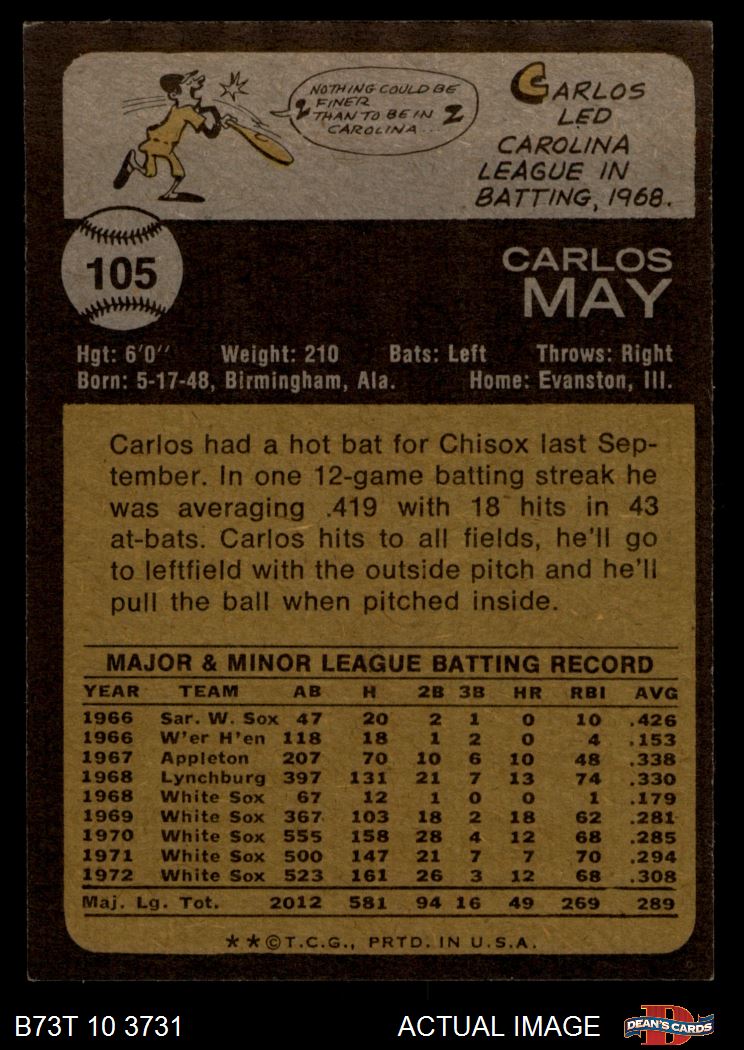 NOTHING COULD BE
FINER
THAN TO BE IN
CAROLINA...
CARLOS
LED
CAROLINA
LEAGUE IN
BATTING, 1968.
105
CARLOS
MAY
Hgt: 6'0" Weight: 210 Bats: Left Throws: Right
Born: 5-17-48, Birmingham, Ala. Home: Evanston, Ill.
Carlos had a hot bat for Chisox last Sep-
tember. In one 12-game batting streak he
was averaging .419 with 18 hits in 43
at-bats. Carlos hits to all fields, he'll go
to leftfield with the outside pitch and he'll
pull the ball when pitched inside.
MAJOR & MINOR LEAGUE BATTING RECORD
YEAR TEAM AB H 2B 3B HR RBI AVG
1966 Sar. W. Sox 47 20 2 1 0 10 .426
1966 W'er H'en 118 18 1 2 0 4 .153
1967 Appleton 207 70 10 6 10 48 .338
1968 Lynchburg 397 131 21 7 13 74 .330
1968 White Sox 67 12 1 0 0 1 .179
1969 White Sox 367 103 18 2 18 62 .281
1970 White Sox 555 158 28 4 12 68 .285
1971 White Sox 500 147 21 7 7 70 .294
1972 White Sox 523 161 26 3 12 68 .308
Maj. Lg. Tot. 2012 581 94 16 49 269 289
**©T.C.G., PRTD. IN U.S.A.
B73T 10 3731 ACTUAL IMAGE D DEAN'S CARDS